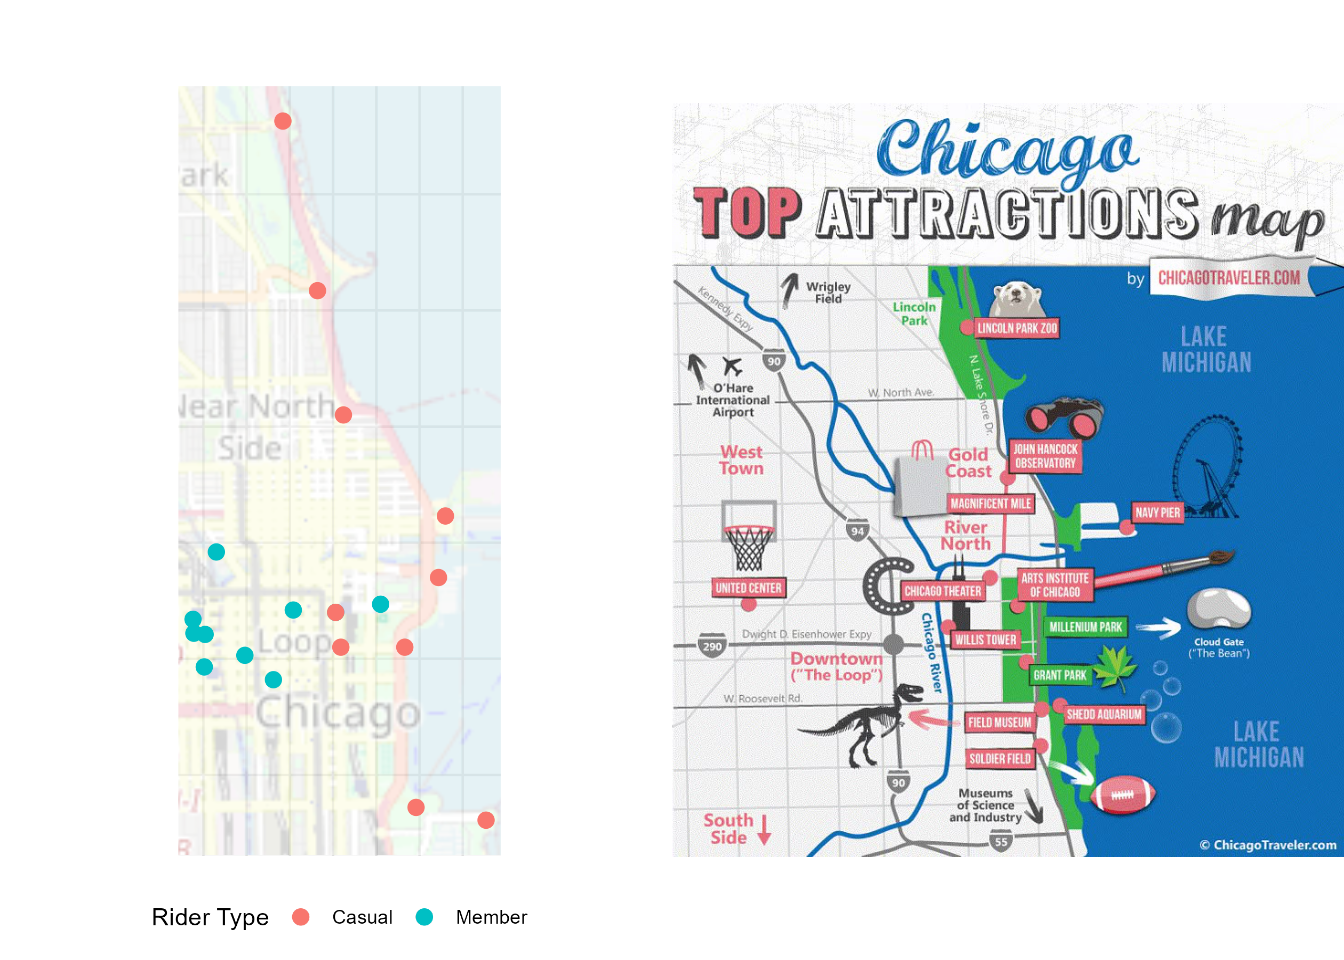 ark
Near North
Side
Loop
Chicago
R
Rider Type Casual Member
Chicago
TOP ATTRACTIONS map
by CHICAGOTRAVELER.COM
Wrigley
Field
Kennedy Expy
Lincoln
Park
LINCOLN PARK ZOO
LAKE
MICHIGAN
90
O'Hare
International
Airport
N. Lake Shore Dr.
W. North Ave.
West
Town
Gold
Coast
JOHN HANCOCK
OBSERVATORY
MAGNIFICENT MILE
NAVY PIER
94
River
North
UNITED CENTER
CHICAGO THEATER
ARTS INSTITUTE
OF CHICAGO
Chicago River
MILLENIUM PARK
Cloud Gate
("The Bean")
290
Dwight D. Eisenhower Expy
WILLIS TOWER
Downtown
("The Loop")
GRANT PARK
W. Roosevelt Rd.
FIELD MUSEUM
SHEDD AQUARIUM
SOLDIER FIELD
LAKE
MICHIGAN
90
Museums
of Science
and Industry
South
Side
55
© ChicagoTraveler.com